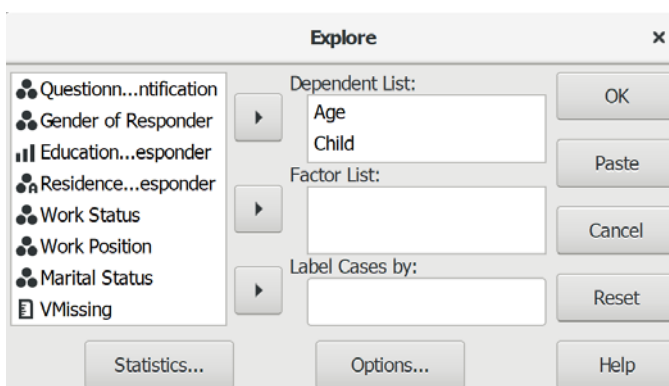 Explore
Questionn...ntification
Gender of Responder
Education...esponder
Residence...esponder
Work Status
Work Position
Marital Status
VMissing
Dependent List:
Age
Child
Factor List:
Label Cases by:
OK
Paste
Cancel
Reset
Statistics...
Options...
Help